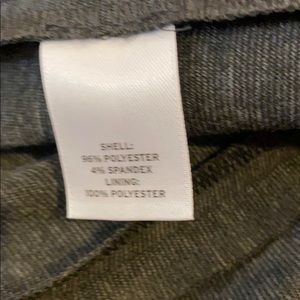 SHELL:
96% POLYESTER
4% SPANDEX
LINING:
100% POLYESTER